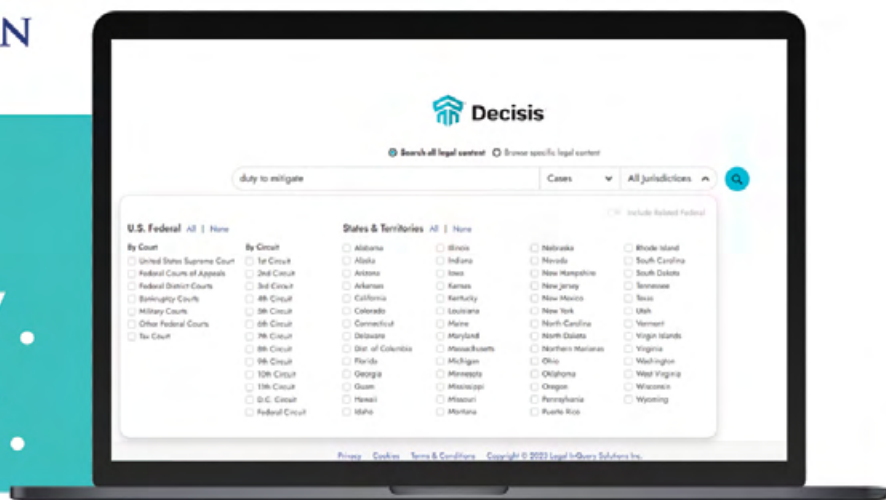 N
Decisis
Search all legal content Browse specific legal content
duty to mitigate Cases All Jurisdictions
Include Related Federal
U.S. Federal All | None States & Territories All | None
By Court By Circuit Alabama Illinois Nebraska Rhode Island
United States Supreme Court 1st Circuit Alaska Indiana Nevada South Carolina
Federal Courts of Appeals 2nd Circuit Arizona Iowa New Hampshire South Dakota
Federal District Courts 3rd Circuit Arkansas Kansas New Jersey Tennessee
Bankruptcy Courts 4th Circuit California Kentucky New Mexico Texas
Military Courts 5th Circuit Colorado Louisiana New York Utah
Other Federal Courts 6th Circuit Connecticut Maine North Carolina Vermont
Tax Court 7th Circuit Delaware Maryland North Dakota Virgin Islands
8th Circuit Dist. of Columbia Massachusetts Northern Marianas Virginia
9th Circuit Florida Michigan Ohio Washington
10th Circuit Georgia Minnesota Oklahoma West Virginia
11th Circuit Guam Mississippi Oregon Wisconsin
D.C. Circuit Hawaii Missouri Pennsylvania Wyoming
Federal Circuit Idaho Montana Puerto Rico
Privacy Cookies Terms & Conditions Copyright © 2023 Legal InQuery Solutions Inc.